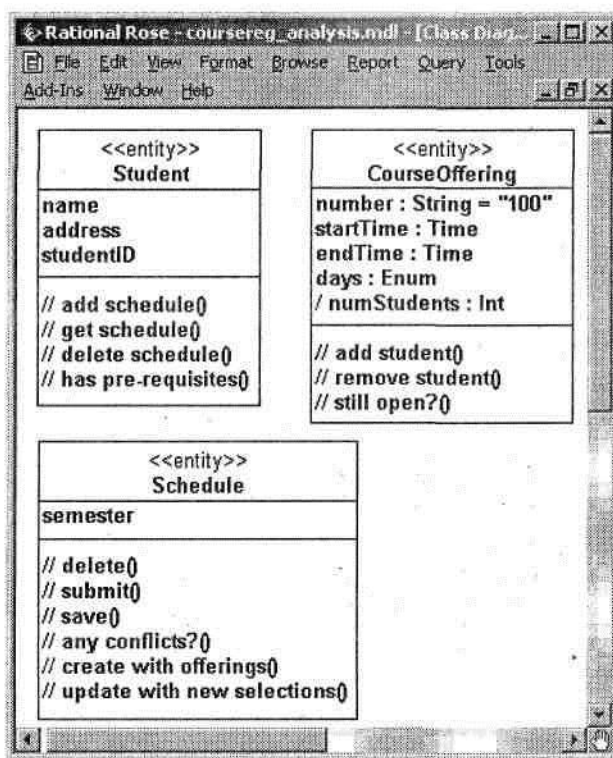 Rational Rose - coursereg_analysis.mdl - [Class Diag...
File Edit View Format Browse Report Query Tools
Add-Ins Window Help
<<entity>>
Student
name
address
studentID
// add schedule()
// get schedule()
// delete schedule()
// has pre-requisites()
<<entity>>
CourseOffering
number : String = "100"
startTime : Time
endTime : Time
days : Enum
/ numStudents : Int
// add student()
// remove student()
// still open?()
<<entity>>
Schedule
semester
// delete()
// submit()
// save()
// any conflicts?()
// create with offerings()
// update with new selections()